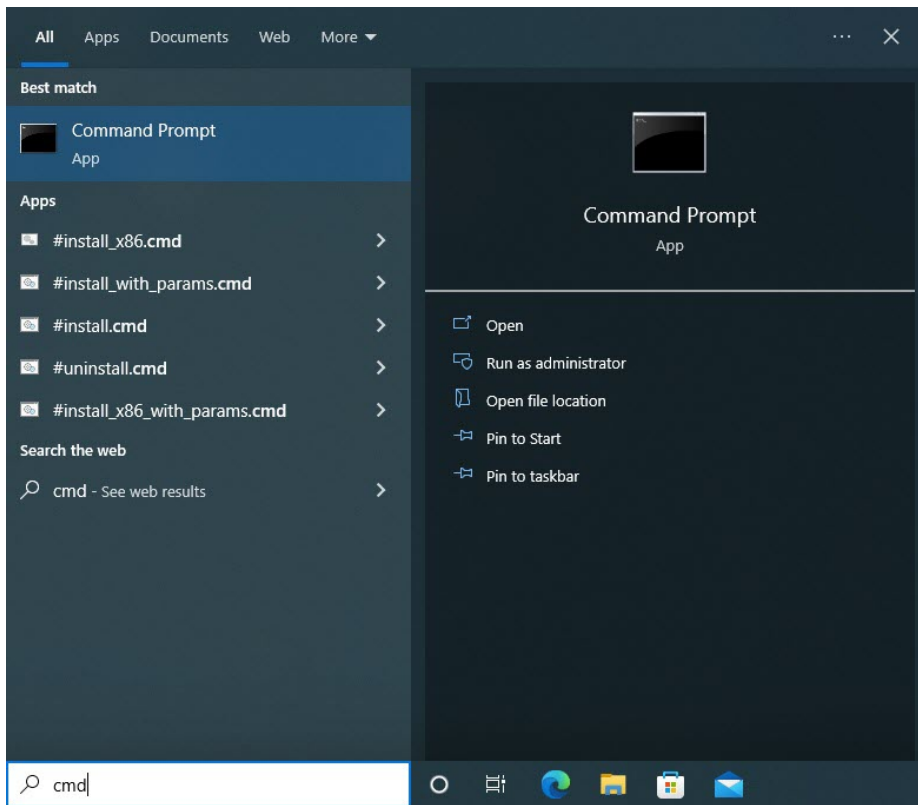 All Apps Documents Web More
Best match
Command Prompt
App
Apps
#install_x86.cmd
#install_with_params.cmd
#install.cmd
#uninstall.cmd
#install_x86_with_params.cmd
Search the web
cmd - See web results
Command Prompt
App
Open
Run as administrator
Open file location
Pin to Start
Pin to taskbar
cmd